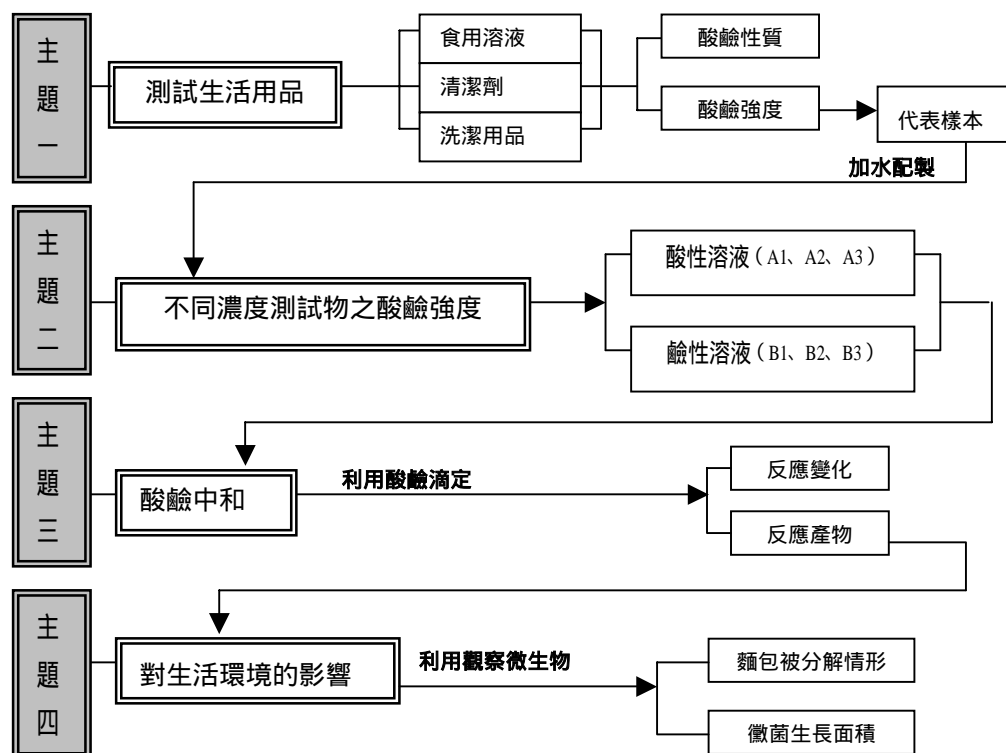 主題一
測試生活用品
食用溶液
清潔劑
洗潔用品
酸鹼性質
酸鹼強度
代表樣本
加水配製
主題二
不同濃度測試物之酸鹼強度
酸性溶液(A1、A2、A3)
鹼性溶液(B1、B2、B3)
主題三
酸鹼中和
利用酸鹼滴定
反應變化
反應產物
主題四
對生活環境的影響
利用觀察微生物
麵包被分解情形
黴菌生長面積